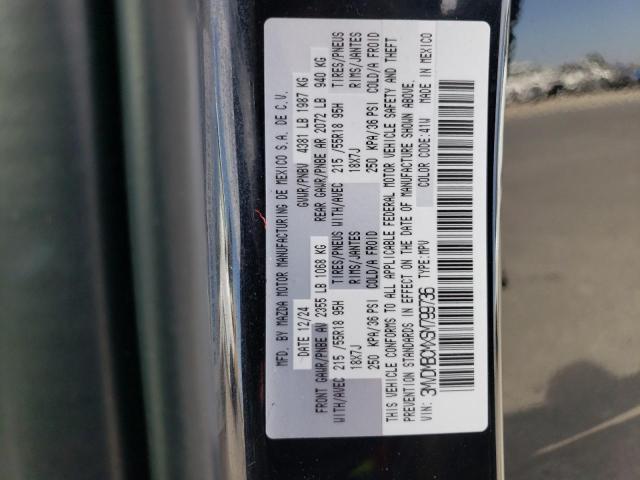 MFD. BY MAZDA MOTOR MANUFACTURING DE MEXICO S.A. DE C.V.
DATE 12/24 GVWR/PNBV 4381 LB 1987 KG
FRONT GAWR/PNBE AV 2355 LB 1068 KG REAR GAWR/PNBE AR 2072 LB 940 KG
WITH/AVEC 215 /55R18 95H TIRES/PNEUS WITH/AVEC 215 /55R18 95H TIRES/PNEUS
18X7J RIMS/JANTES 18X7J RIMS/JANTES
250 KPA/36 PSI COLD/A FROID 250 KPA/36 PSI COLD/A FROID
THIS VEHICLE CONFORMS TO ALL APPLICABLE FEDERAL MOTOR VEHICLE SAFETY AND THEFT
PREVENTION STANDARDS IN EFFECT ON THE DATE OF MANUFACTURE SHOWN ABOVE.
VIN: TYPE:MPV COLOR CODE:41W MADE IN MEXICO